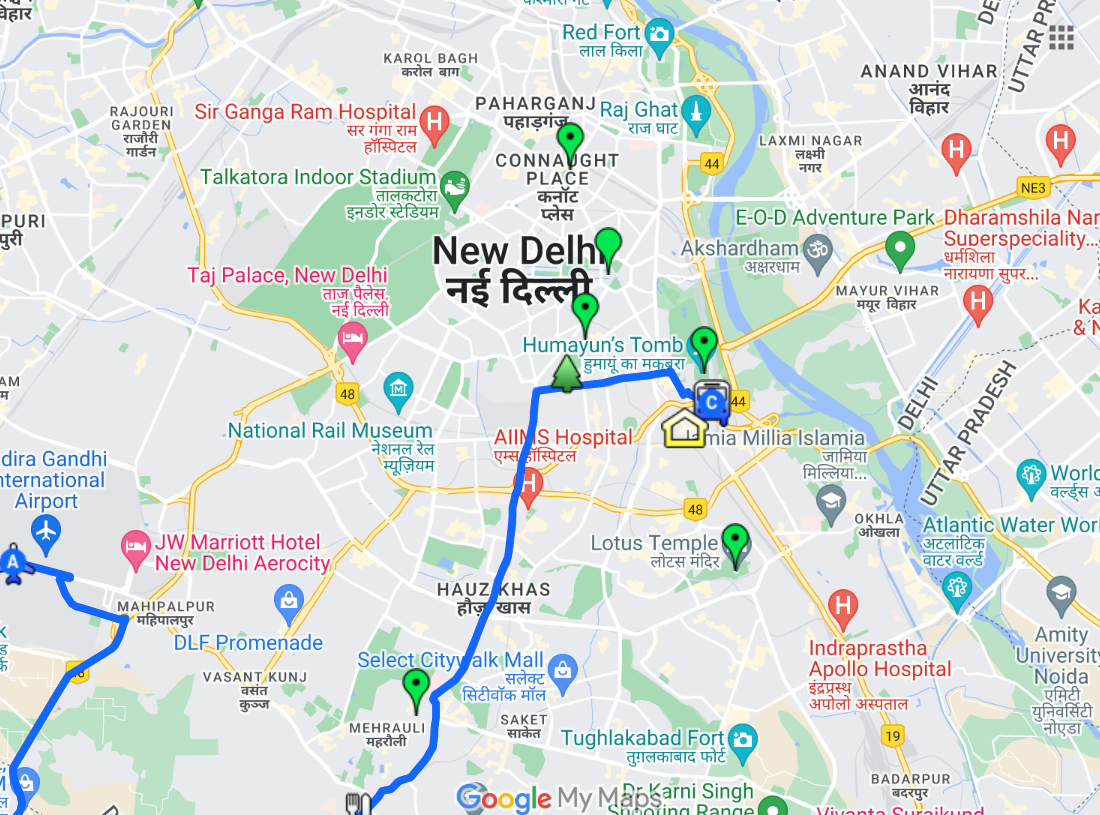 विहार
Red Fort
लाल किला
KAROL BAGH
करोल बाग
ANAND VIHAR
आनंद
विहार
UTTAR PR
RAJOURI
GARDEN
राजौरी
गार्डन
Sir Ganga Ram Hospital
सर गंगा राम
हॉस्पिटल
H
PAHARGANJ
पहाड़गंज
Raj Ghat
राज घाट
LAXMI NAGAR
लक्ष्मी
नगर
H
H
44
CONNAUGHT
PLACE
कनॉट
प्लेस
Talkatora Indoor Stadium
तालकटोरा
इनडोर स्टेडियम
NE3
PURI
पुरी
E-O-D Adventure Park
Dharamshila Nar
Superspeciality...
धर्मशिला
नारायणा सुपर...
H
New Delhi
नई दिल्ली
Akshardham
अक्षरधाम
Taj Palace, New Delhi
ताज पैलेस,
नई दिल्ली
MAYUR VIHAR
मयूर विहार
Ka
& N
Humayun's Tomb
हुमायूं का मकबरा
48
C
44
DELHI
UTTAR PRADESH
National Rail Museum
नेशनल रेल
म्यूज़ियम
AIIMS Hospital
एम्स हॉस्पिटल
H
mia Millia Islamia
जामिया
मिल्लिया...
dira Gandhi
nternational
Airport
World
वर्ल्ड्स
48
OKHLA
ओखला
Atlantic Water Worl
अटलांटिक
वाटर वर्ल्ड
JW Marriott Hotel
New Delhi Aerocity
Lotus Temple
लोटस मंदिर
A
HAUZ KHAS
हौज़ खास
MAHIPALPUR
महिपालपुर
DLF Promenade
H
Indraprastha
Apollo Hospital
इंद्रप्रस्थ
अपोलो अस्पताल
Amity
University
Noida
एमिटी
युनिवर्सिटी
नोएडा
Select Citywalk Mall
सलेक्ट
सिटीवॉक मॉल
VASANT KUNJ
वसंत
कुञ्ज
MEHRAULI
महरौली
SAKET
साकेत
Tughlakabad Fort
तुग़लकाबाद फोर्ट
19
BADARPUR
बदरपुर
Google My Maps
Dr Karni Singh
Shooting Range
Vivanta Surajkund